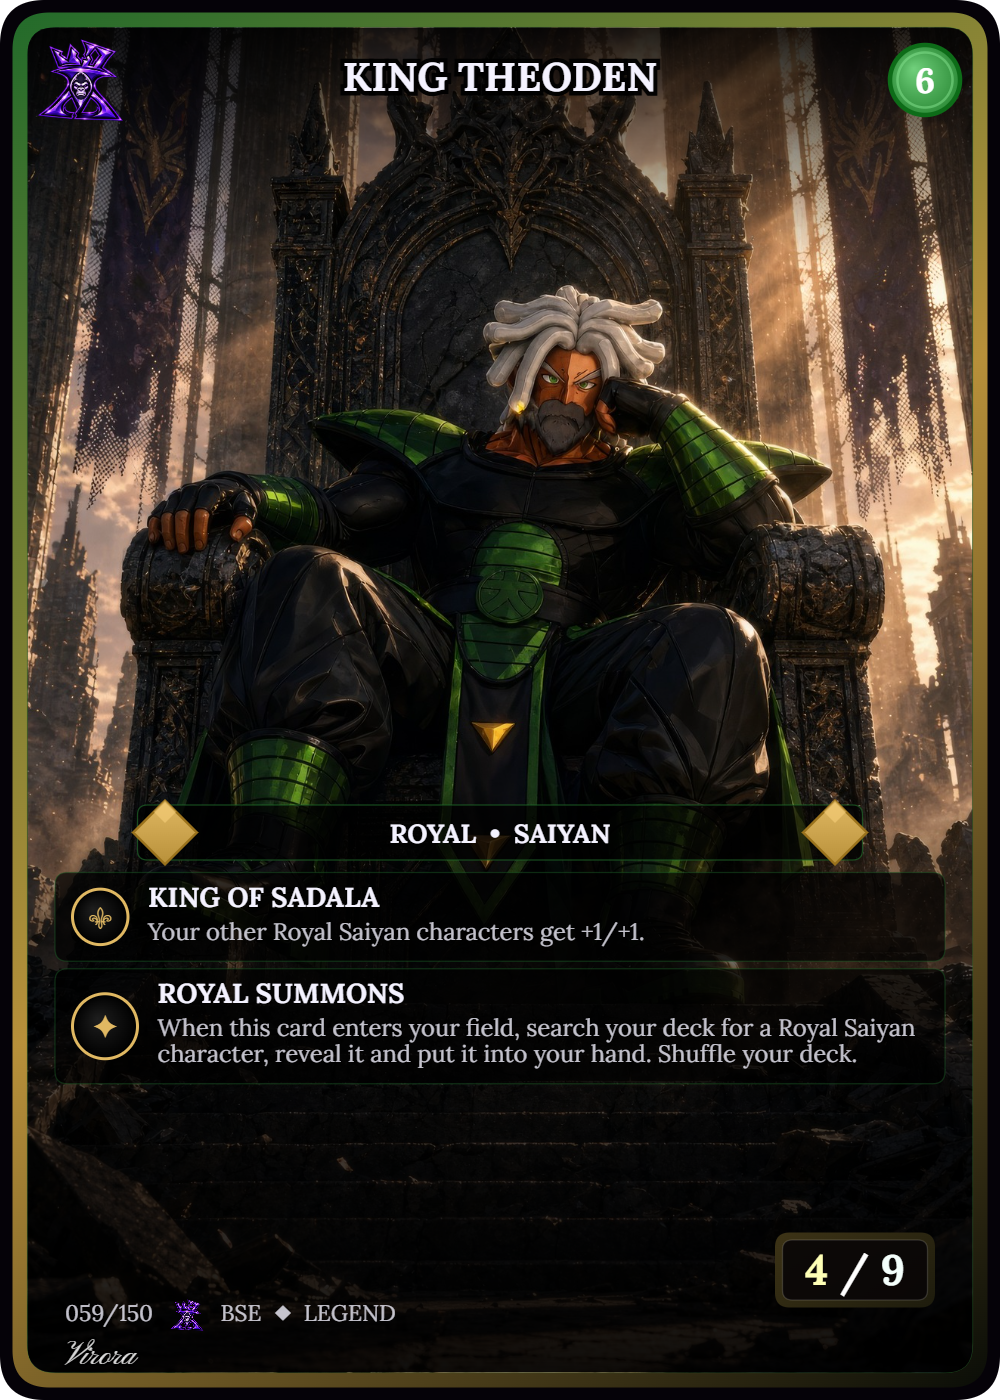 KING THEODEN
6
ROYAL • SAIYAN
KING OF SADALA
Your other Royal Saiyan characters get +1/+1.
ROYAL SUMMONS
When this card enters your field, search your deck for a Royal Saiyan
character, reveal it and put it into your hand. Shuffle your deck.
4 / 9
059/150 BSE ◆ LEGEND
Virora